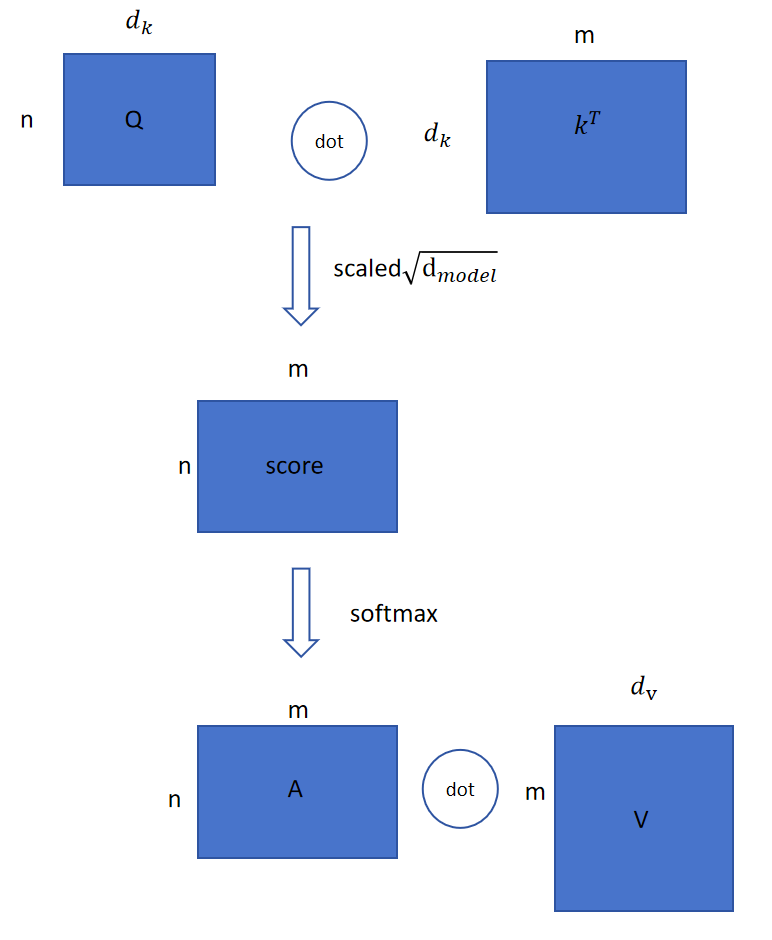 d_k
m
n
Q
dot
d_k
k^T
scaled√d_model
m
n
score
softmax
d_v
m
n
A
dot
m
V